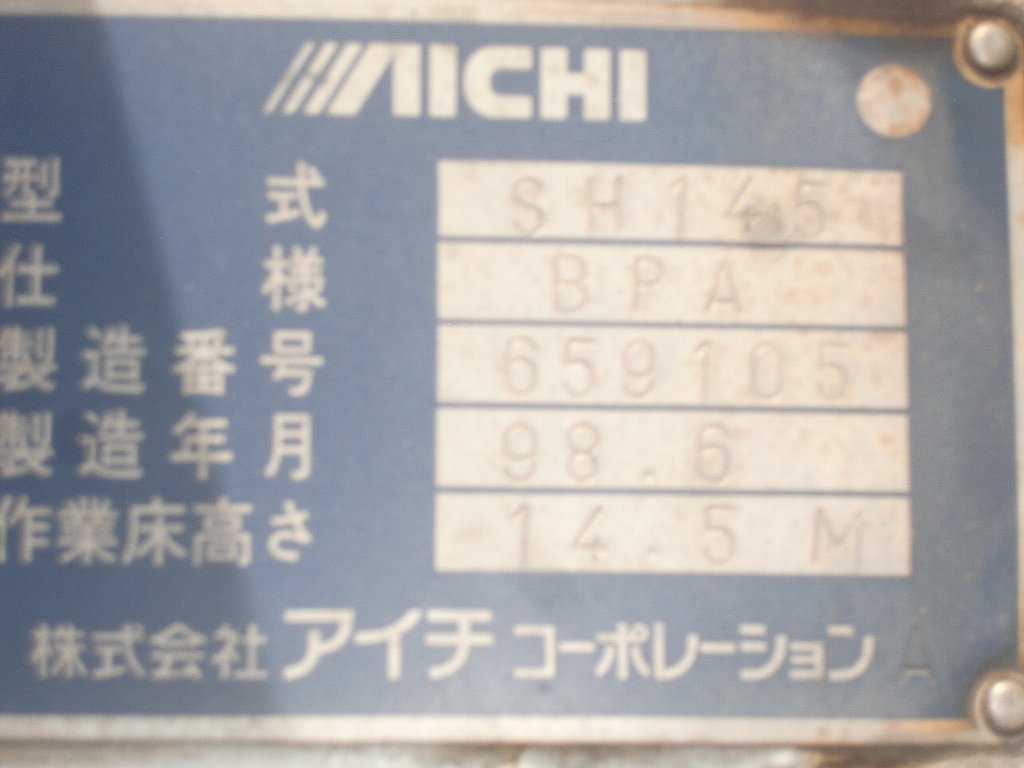 AICHI
型式 SH145
仕様 BPA
製造番号 659105
製造年月 98.6
作業床高さ 14.5M
株式会社アイチコーポレーション A